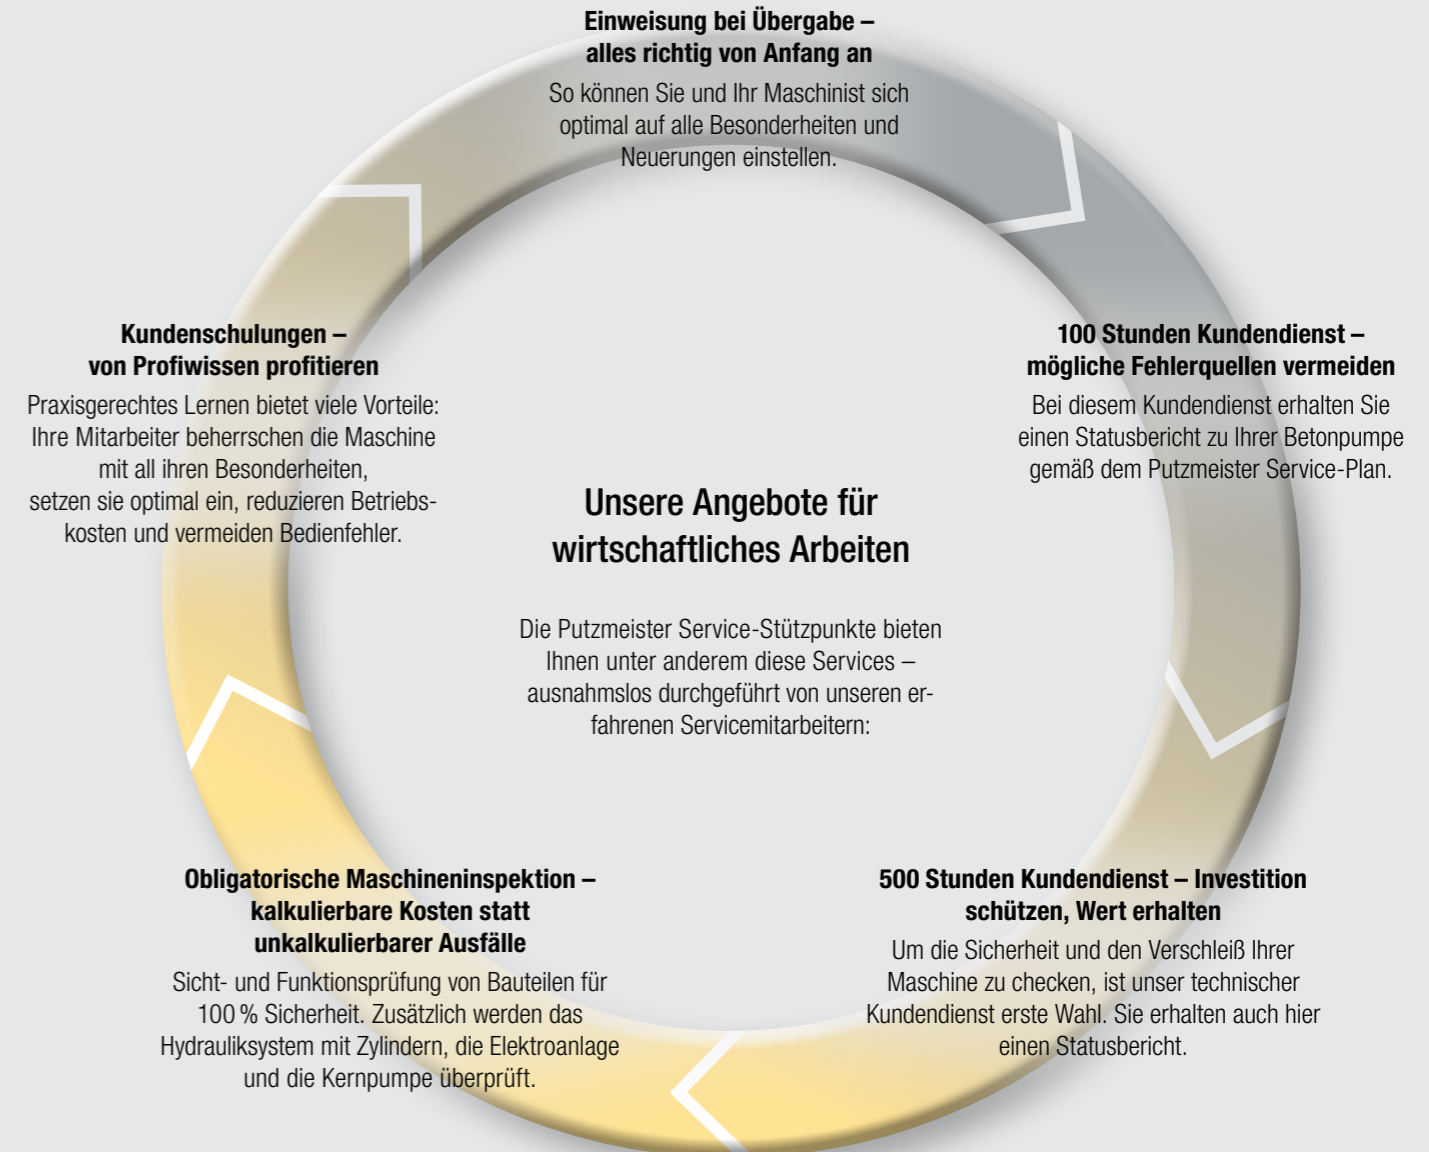 Einweisung bei Übergabe –
alles richtig von Anfang an
So können Sie und Ihr Maschinist sich
optimal auf alle Besonderheiten und
Neuerungen einstellen.
100 Stunden Kundendienst –
mögliche Fehlerquellen vermeiden
Bei diesem Kundendienst erhalten Sie
einen Statusbericht zu Ihrer Betonpumpe
gemäß dem Putzmeister Service-Plan.
500 Stunden Kundendienst – Investition
schützen, Wert erhalten
Um die Sicherheit und den Verschleiß Ihrer
Maschine zu checken, ist unser technischer
Kundendienst erste Wahl. Sie erhalten auch hier
einen Statusbericht.
Obligatorische Maschineninspektion –
kalkulierbare Kosten statt
unkalkulierbarer Ausfälle
Sicht- und Funktionsprüfung von Bauteilen für
100 % Sicherheit. Zusätzlich werden das
Hydrauliksystem mit Zylindern, die Elektroanlage
und die Kernpumpe überprüft.
Kundenschulungen –
von Profiwissen profitieren
Praxisgerechtes Lernen bietet viele Vorteile:
Ihre Mitarbeiter beherrschen die Maschine
mit all ihren Besonderheiten,
setzen sie optimal ein, reduzieren Betriebs-
kosten und vermeiden Bedienfehler.
Unsere Angebote für
wirtschaftliches Arbeiten
Die Putzmeister Service-Stützpunkte bieten
Ihnen unter anderem diese Services –
ausnahmslos durchgeführt von unseren er-
fahrenen Servicemitarbeitern: